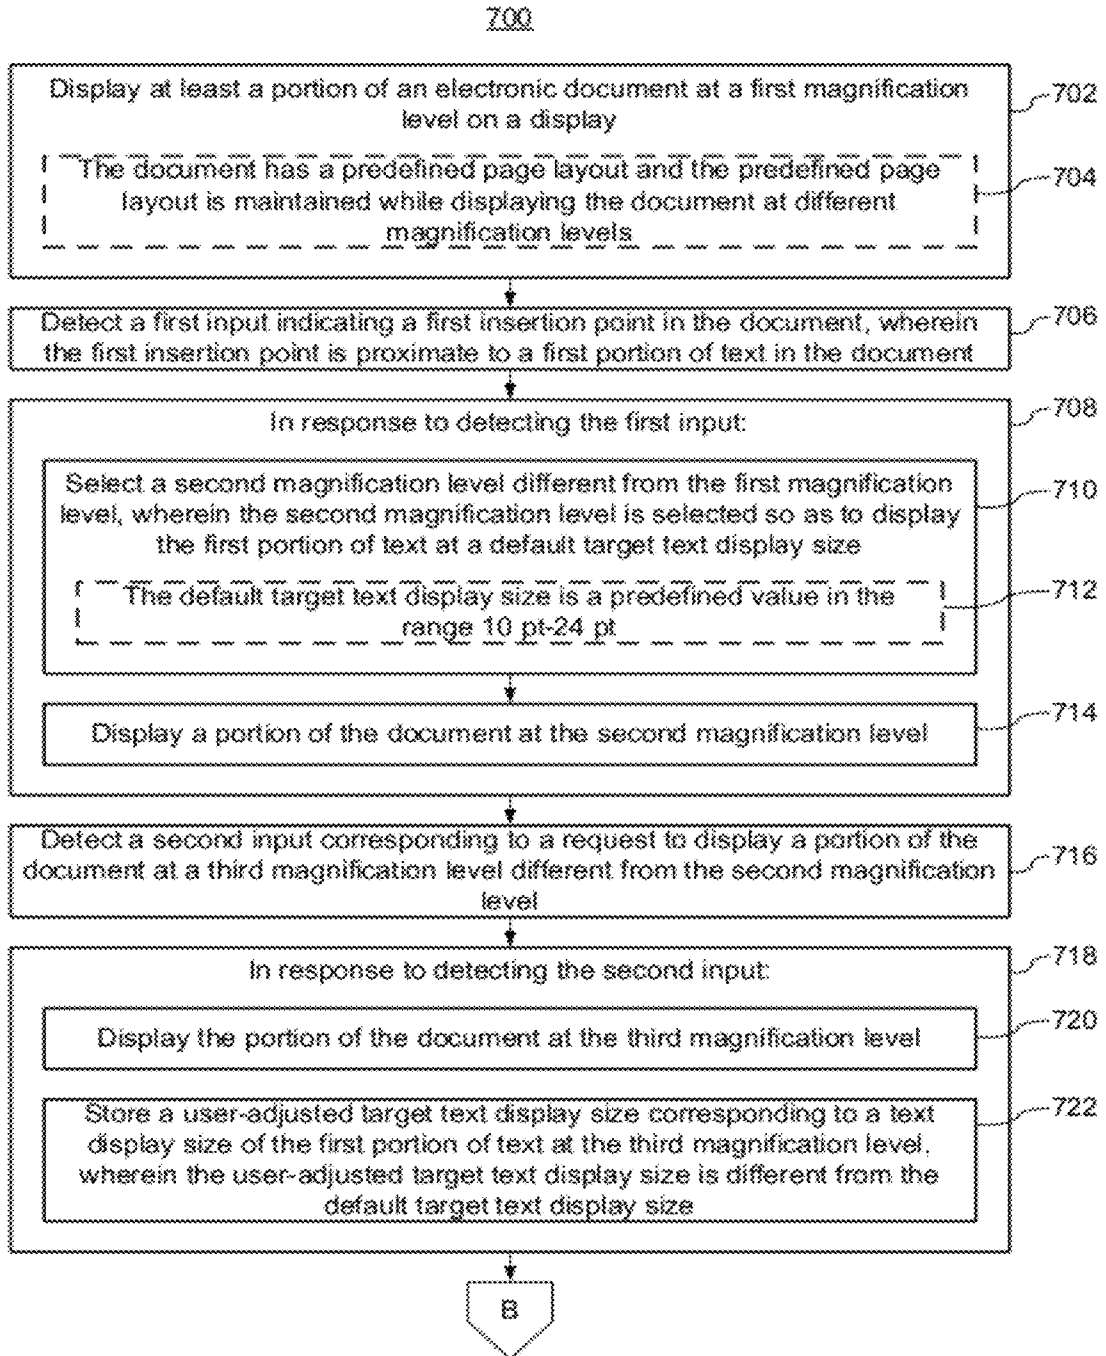 700
Display at least a portion of an electronic document at a first magnification
level on a display
702
The document has a predefined page layout and the predefined page
layout is maintained while displaying the document at different
magnification levels
704
Detect a first input indicating a first insertion point in the document, wherein
the first insertion point is proximate to a first portion of text in the document
706
In response to detecting the first input:
708
Select a second magnification level different from the first magnification
level, wherein the second magnification level is selected so as to display
the first portion of text at a default target text display size
710
The default target text display size is a predefined value in the
range 10 pt-24 pt
712
Display a portion of the document at the second magnification level
714
Detect a second input corresponding to a request to display a portion of the
document at a third magnification level different from the second magnification
level
716
In response to detecting the second input:
718
Display the portion of the document at the third magnification level
720
Store a user-adjusted target text display size corresponding to a text
display size of the first portion of text at the third magnification level,
wherein the user-adjusted target text display size is different from the
default target text display size
722
B